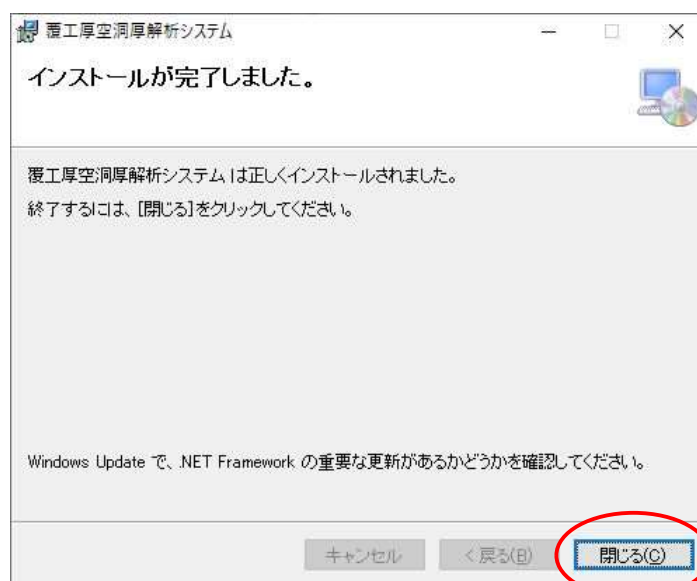 覆工厚空洞厚解析システム
インストールが完了しました。
覆工厚空洞厚解析システム は正しくインストールされました。
終了するには、[閉じる]をクリックしてください。
Windows Update で、.NET Framework の重要な更新があるかどうかを確認してください。
キャンセル < 戻る(B) 閉じる(C)